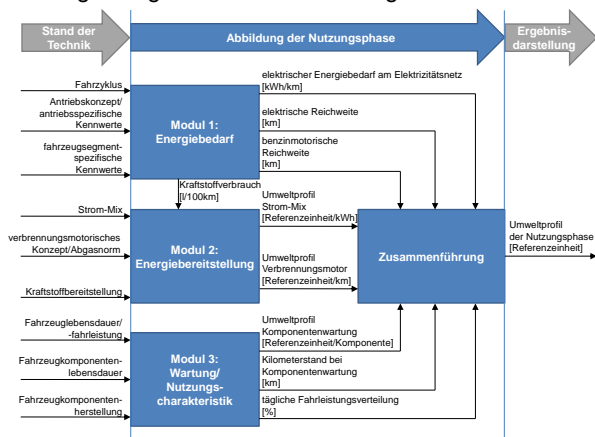 Stand der
Technik
Abbildung der Nutzungsphase
Ergebnis-
darstellung
Fahrzyklus
Antriebskonzept/
antriebsspezifische
Kennwerte
fahrzeugsegment-
spezifische
Kennwerte
Modul 1:
Energiebedarf
elektrischer Energiebedarf am Elektrizitätsnetz
[kWh/km]
elektrische Reichweite
[km]
benzinmotorische
Reichweite
[km]
Kraftstoffverbrauch
[l/100km]
Strom-Mix
verbrennungsmotorisches
Konzept/Abgasnorm
Kraftstoffbereitstellung
Modul 2:
Energiebereitstellung
Umweltprofil
Strom-Mix
[Referenzeinheit/kWh]
Umweltprofil
Verbrennungsmotor
[Referenzeinheit/km]
Zusammenführung
Umweltprofil
der Nutzungsphase
[Referenzeinheit]
Fahrzeuglebensdauer/
-fahrleistung
Fahrzeugkomponenten-
lebensdauer
Fahrzeugkomponenten-
herstellung
Modul 3:
Wartung/
Nutzungs-
charakteristik
Umweltprofil
Komponentenwartung
[Referenzeinheit/Komponente]
Kilometerstand bei
Komponentenwartung
[km]
tägliche Fahrleistungsverteilung
[%]